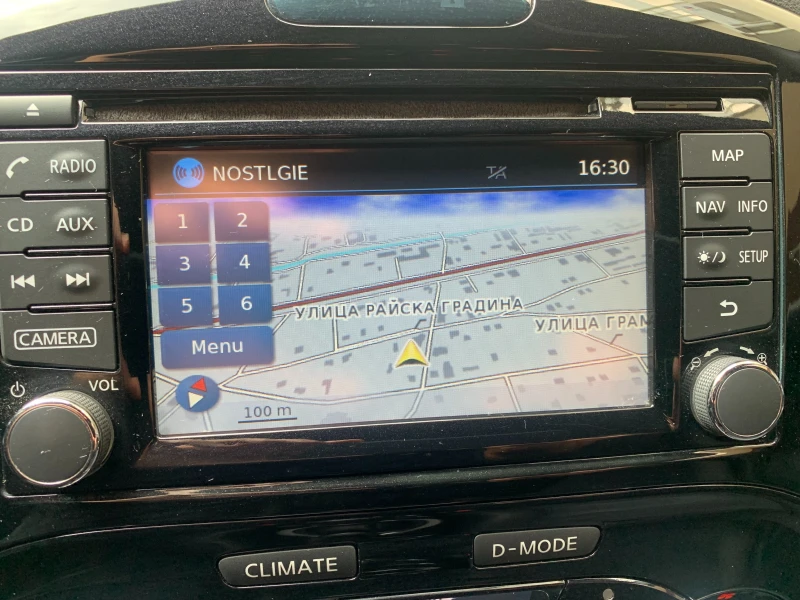 NOSTLGIE
TA
16:30
RADIO
CD AUX
CAMERA
VOL
1 2
3 4
5 6
Menu
100 m
УЛИЦА РАЙСКА ГРАДИНА
УЛИЦА ГРАМ
MAP
NAV INFO
SETUP
CLIMATE
D-MODE